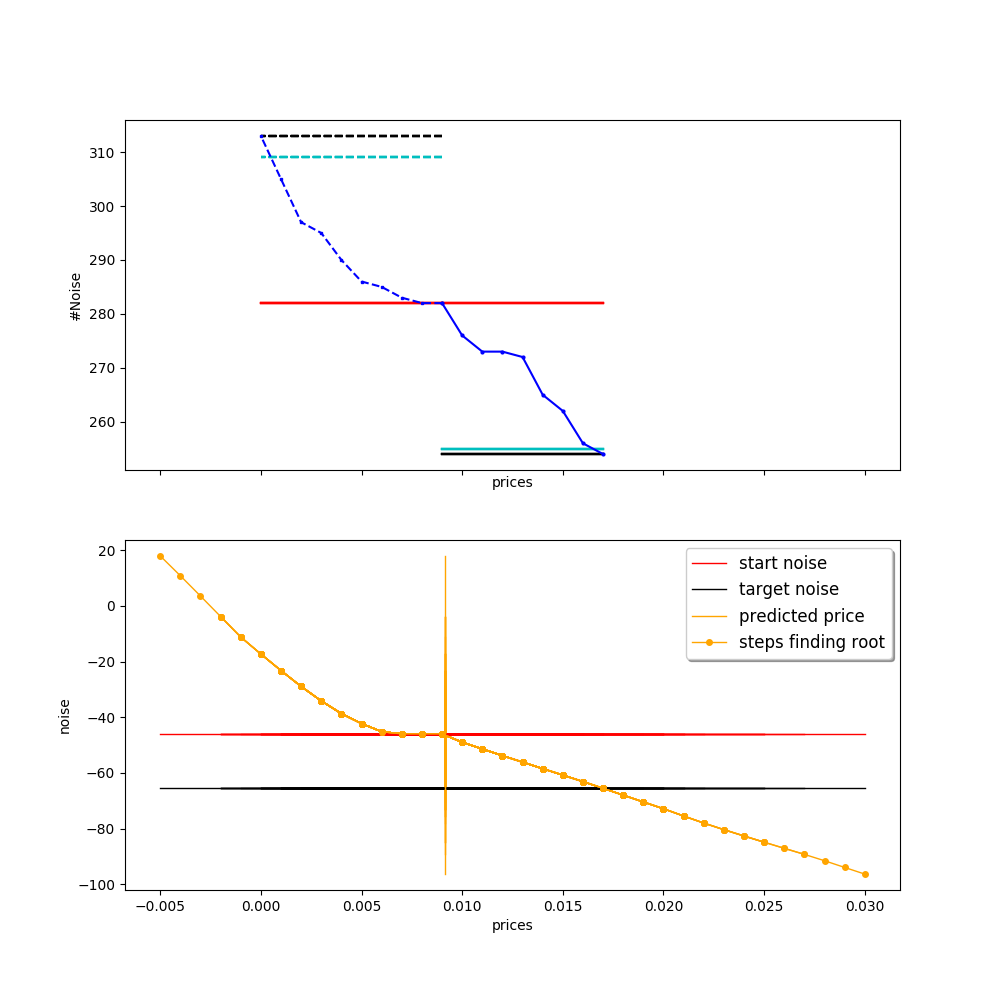 310
300
290
280
270
260
#Noise
prices
20
0
−20
−40
−60
−80
−100
noise
start noise
target noise
predicted price
steps finding root
−0.005 0.000 0.005 0.010 0.015 0.020 0.025 0.030
prices